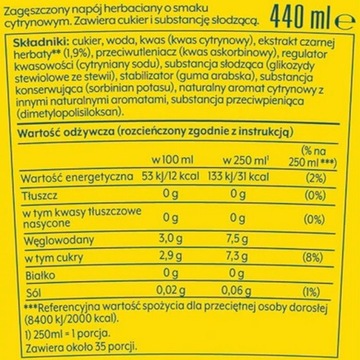 Zagęszczony napój herbaciany o smaku
cytrynowym. Zawiera cukier i substancję słodzącą.
440 ml ℮
Składniki: cukier, woda, kwas (kwas cytrynowy), ekstrakt czarnej
herbaty** (1,9%), przeciwutleniacz (kwas askorbinowy), regulator
kwasowości (cytryniany sodu), substancja słodząca (glikozydy
stewiolowe ze stewii), stabilizator (guma arabska), substancja
konserwująca (sorbinian potasu), naturalny aromat cytrynowy z
innymi naturalnymi aromatami, substancja przeciwpieniąca
(dimetylopolisiloksan).
Wartość odżywcza (rozcieńczony zgodnie z instrukcją)
w 100 ml w 250 ml¹ (% na 250 ml***)
Wartość energetyczna 53 kJ/12 kcal 133 kJ/31 kcal (2%)
Tłuszcz 0 g 0 g (0%)
w tym kwasy tłuszczowe
nasycone 0 g 0 g (0%)
Węglowodany 3,0 g 7,5 g
w tym cukry 2,9 g 7,3 g (8%)
Białko 0 g 0 g
Sól 0,02 g 0,06 g (1%)
***Referencyjna wartość spożycia dla przeciętnej osoby dorosłej
(8400 kJ/2000 kcal).
1) 250ml = 1 porcja.
Zawiera około 35 porcji.